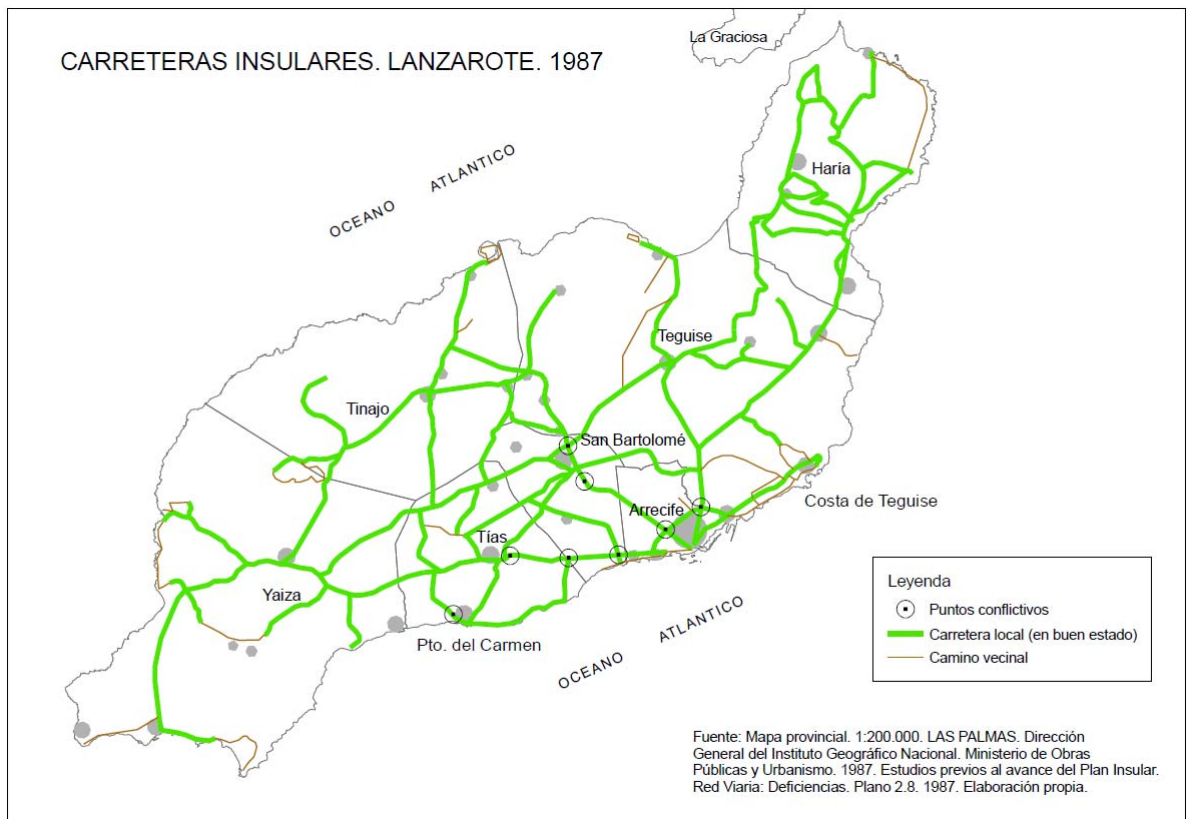 La Graciosa
CARRETERAS INSULARES. LANZAROTE. 1987
OCEANO ATLANTICO
Haría
Teguise
Tinajo
San Bartolomé
Costa de Teguise
Arrecife
Tías
Yaiza
Pto. del Carmen
OCEANO ATLANTICO
Leyenda
Puntos conflictivos
Carretera local (en buen estado)
Camino vecinal
Fuente: Mapa provincial. 1:200.000. LAS PALMAS. Dirección
General del Instituto Geográfico Nacional. Ministerio de Obras
Públicas y Urbanismo. 1987. Estudios previos al avance del Plan Insular.
Red Viaria: Deficiencias. Plano 2.8. 1987. Elaboración propia.